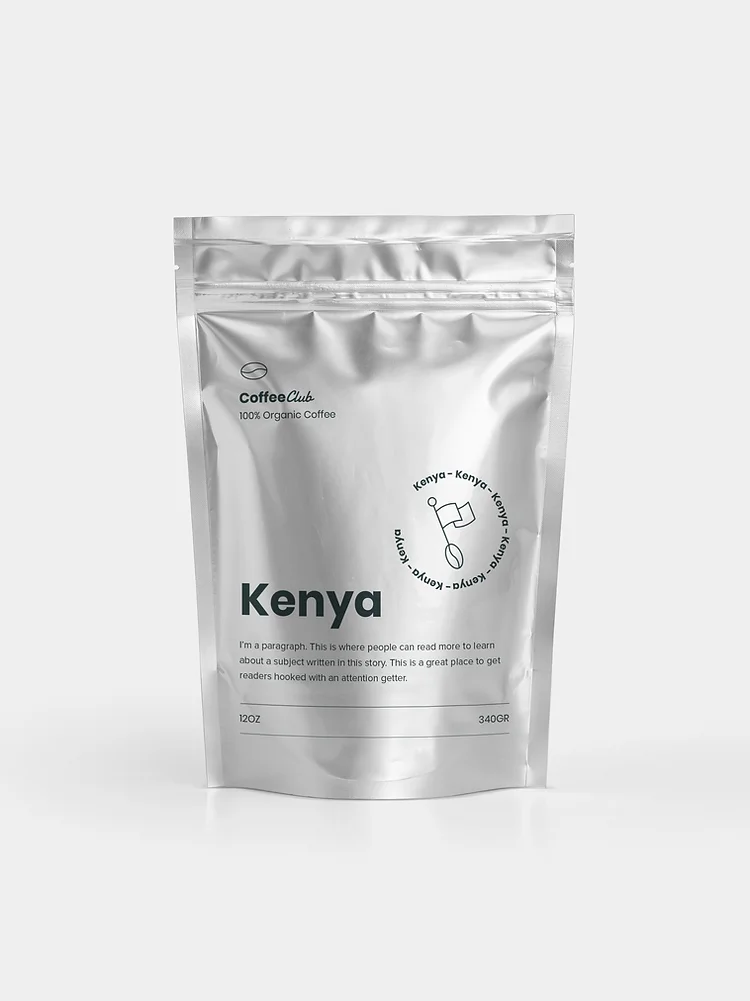 CoffeeClub
100% Organic Coffee
Kenya – Kenya – Kenya – Kenya – Kenya – Kenya – Kenya
Kenya
I'm a paragraph. This is where people can read more to learn
about a subject written in this story. This is a great place to get
readers hooked with an attention getter.
12OZ 340GR